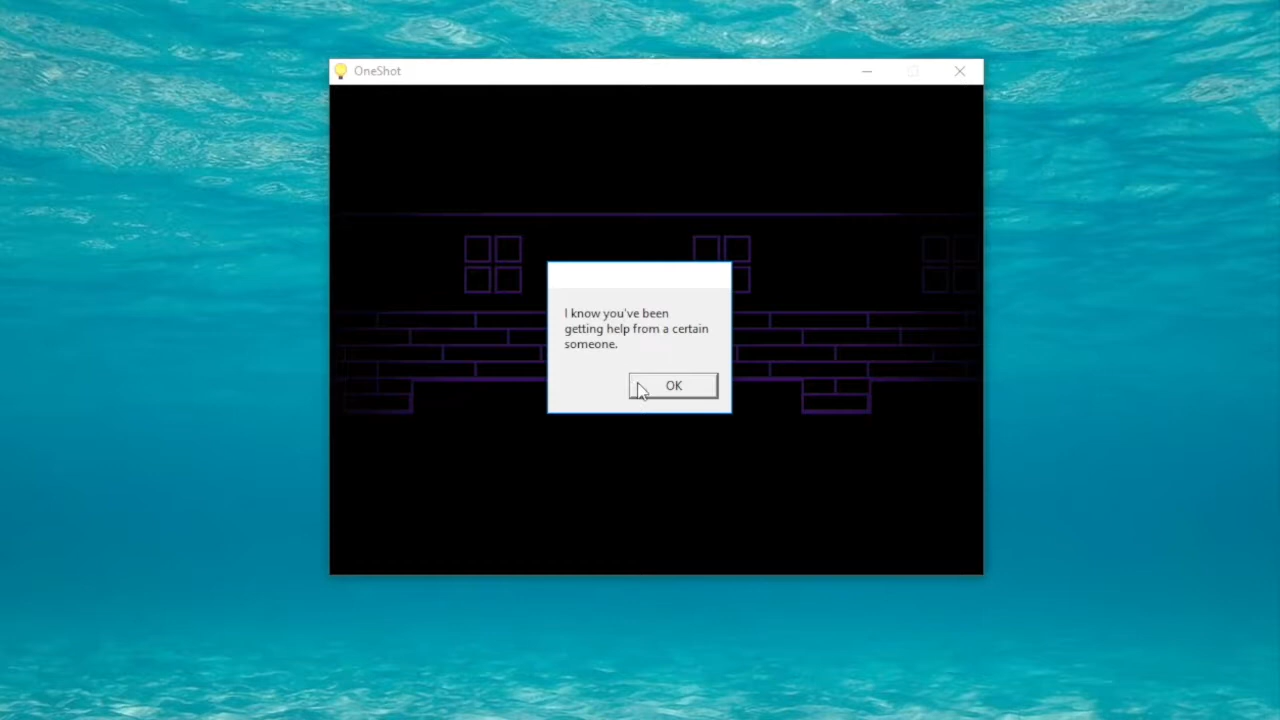 OneShot
I know you've been
getting help from a certain
someone.
OK